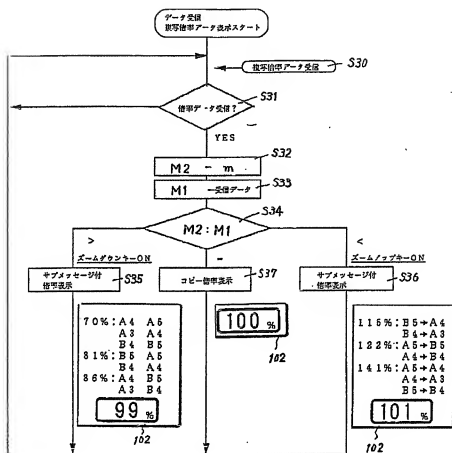 データ受信
複写倍率データ表示スタート
複写倍率データ受信
S30
倍率データ受信?
S31
YES
M2 - m
S32
M1 ←受信データ
S33
M2:M1
S34
>
-
<
ズームダウンキーON
ズームアップキーON
サブメッセージ付
倍率表示
S35
コピー倍率表示
S37
サブメッセージ付
倍率表示
S36
70%:A4 A5
A3 A4
B4 B5
81%:B5 A5
B4 A4
86%:A4 B5
A3 B4
99 %
102
100 %
102
115%:B5→A4
B4→A3
122%:A5→B5
A4→B4
141%:A5→A4
A4→A3
B5→B4
101 %
102